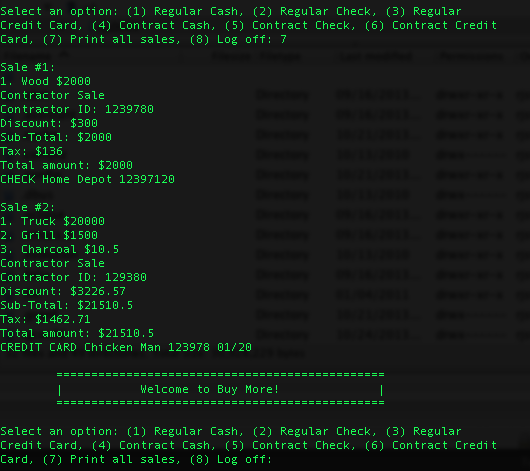 Select an option: (1) Regular Cash, (2) Regular Check, (3) Regular
Credit Card, (4) Contract Cash, (5) Contract Check, (6) Contract Credit
Card, (7) Print all sales, (8) Log off: 7
Sale #1:
1. Wood $2000
Contractor Sale
Contractor ID: 1239780
Discount: $300
Sub-Total: $2000
Tax: $136
Total amount: $2000
CHECK Home Depot 12397120
Sale #2:
1. Truck $20000
2. Grill $1500
3. Charcoal $10.5
Contractor Sale
Contractor ID: 129380
Discount: $3226.57
Sub-Total: $21510.5
Tax: $1462.71
Total amount: $21510.5
CREDIT CARD Chicken Man 123978 01/20
===============================================
| Welcome to Buy More! |
===============================================
Select an option: (1) Regular Cash, (2) Regular Check, (3) Regular
Credit Card, (4) Contract Cash, (5) Contract Check, (6) Contract Credit
Card, (7) Print all sales, (8) Log off: